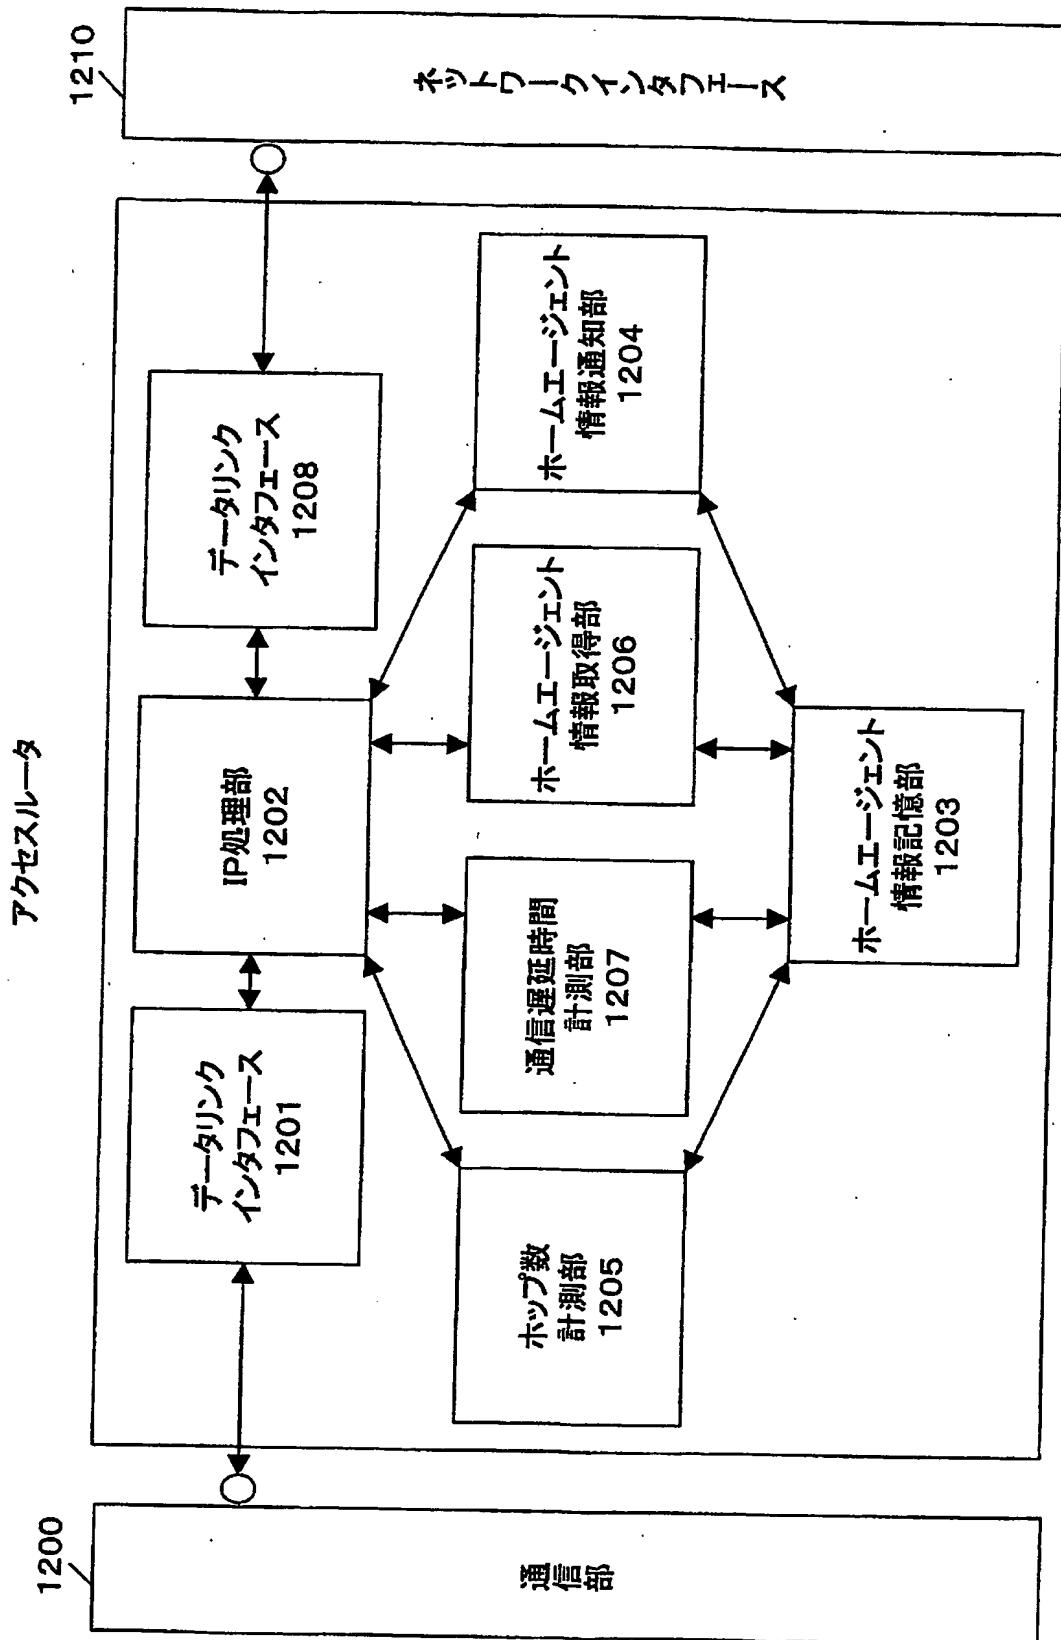 アクセスルータ
1200
通信部
データリンク
インタフェース
1201
IP処理部
1202
データリンク
インタフェース
1208
1210
ネットワークインタフェース
ホップ数
計測部
1205
通信遅延時間
計測部
1207
ホームエージェント
情報取得部
1206
ホームエージェント
情報通知部
1204
ホームエージェント
情報記憶部
1203